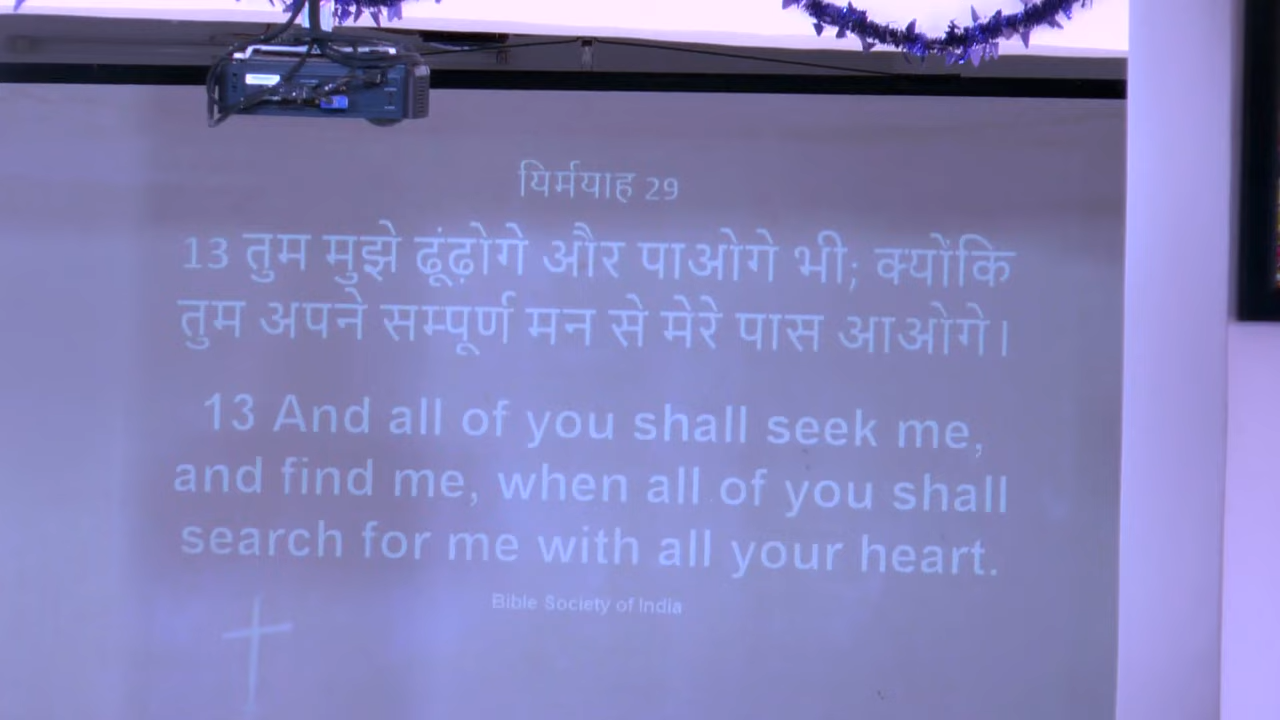 यिर्मयाह 29
13 तुम मुझे ढूंढ़ोगे और पाओगे भी; क्योंकि
तुम अपने सम्पूर्ण मन से मेरे पास आओगे।
13 And all of you shall seek me,
and find me, when all of you shall
search for me with all your heart.
Bible Society of India